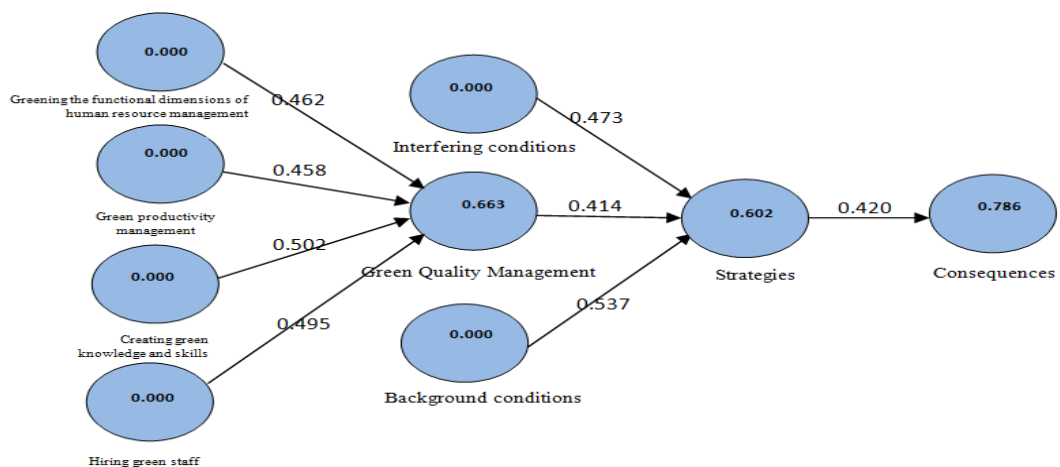 0.000
Greening the functional dimensions of
human resource management
0.462
0.000
Green productivity
management
0.458
0.000
Creating green
knowledge and skills
0.502
0.000
Hiring green staff
0.495
0.000
Interfering conditions
0.473
0.663
Green Quality Management
0.414
0.000
Background conditions
0.537
0.602
Strategies
0.420
0.786
Consequences